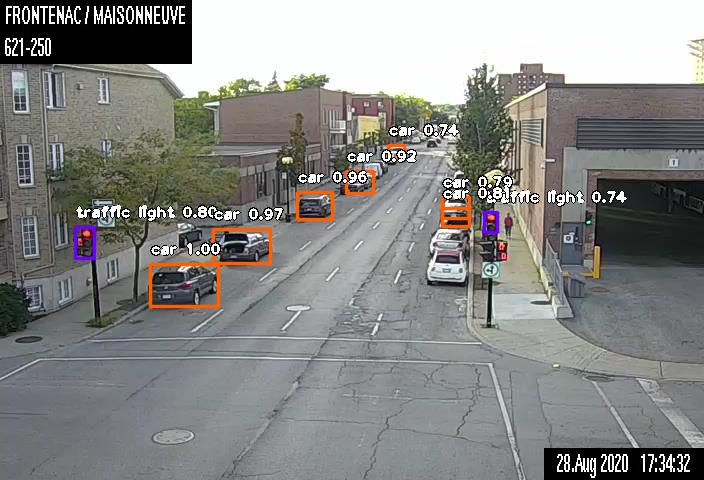 FRONTENAC / MAISONNEUVE
621-250
car 0.74
car 0.92
car 0.96
car 0.79
car 0.81
traffic light 0.74
traffic light 0.80
car 0.97
car 1.00
28.Aug 2020 17:34:32